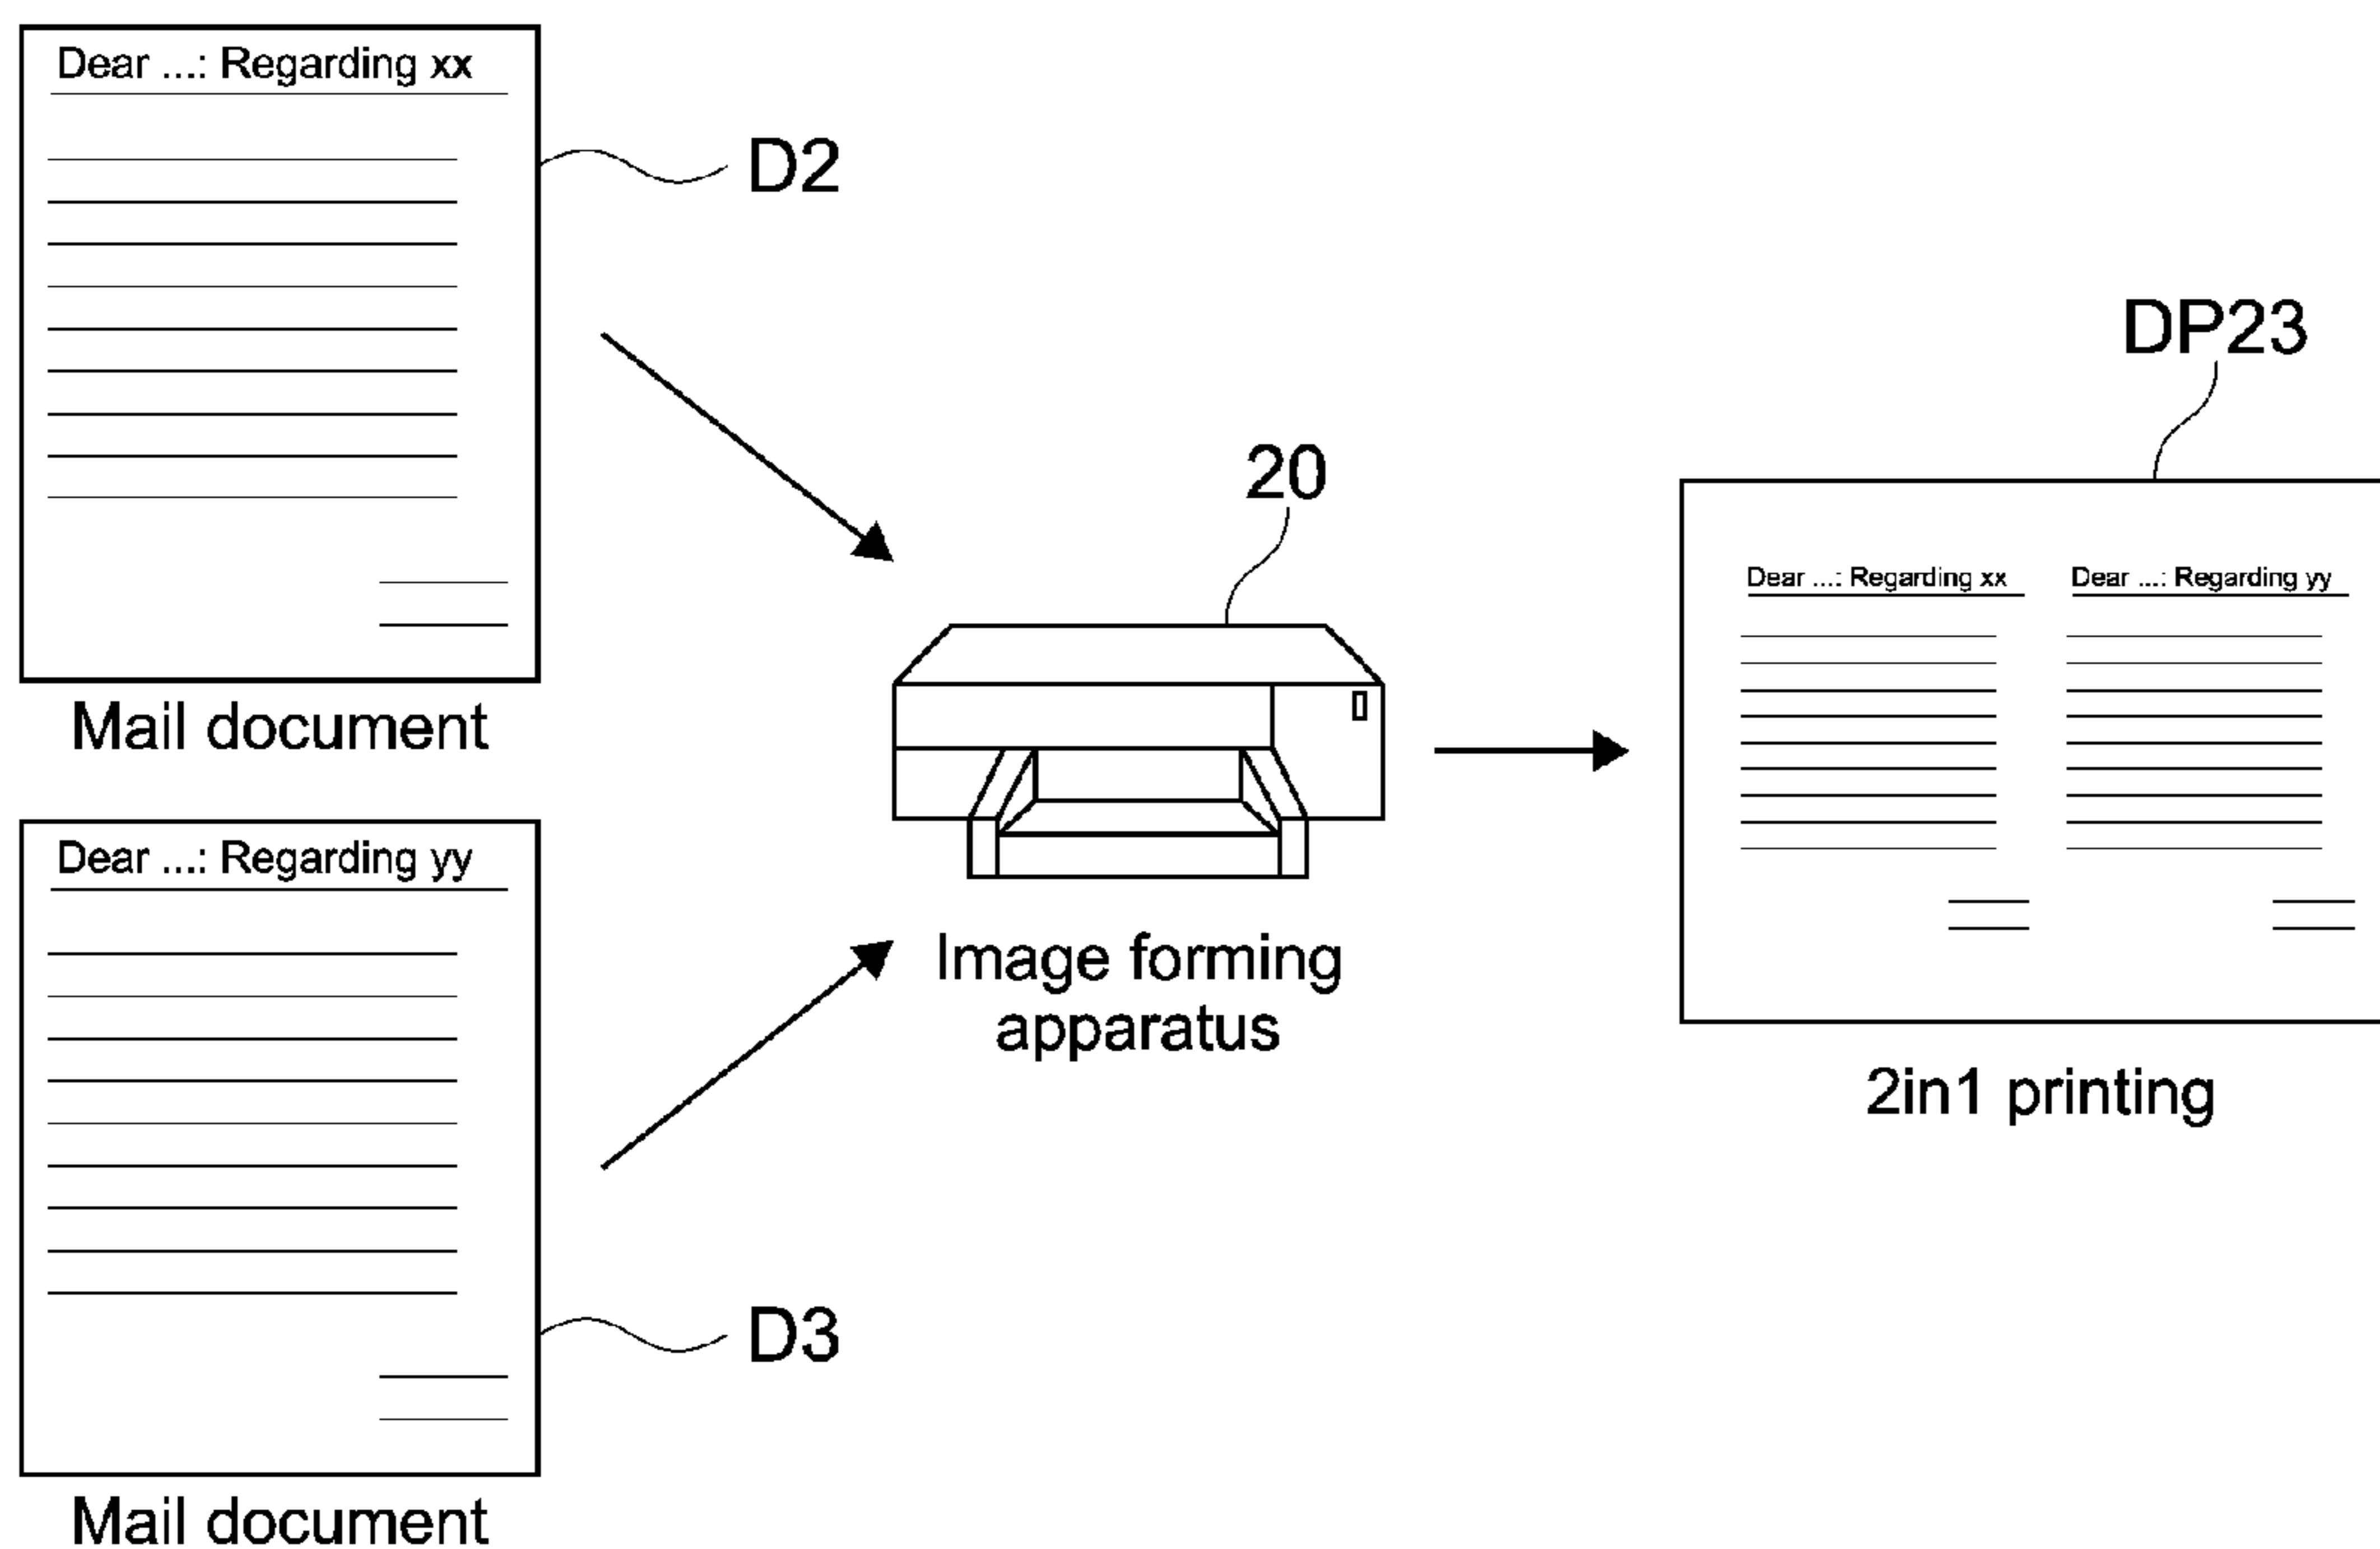 Dear ...: Regarding xx
D2
Mail document
Dear ...: Regarding yy
D3
Mail document
20
Image forming
apparatus
DP23
Dear ...: Regarding xx
Dear ...: Regarding yy
2in1 printing